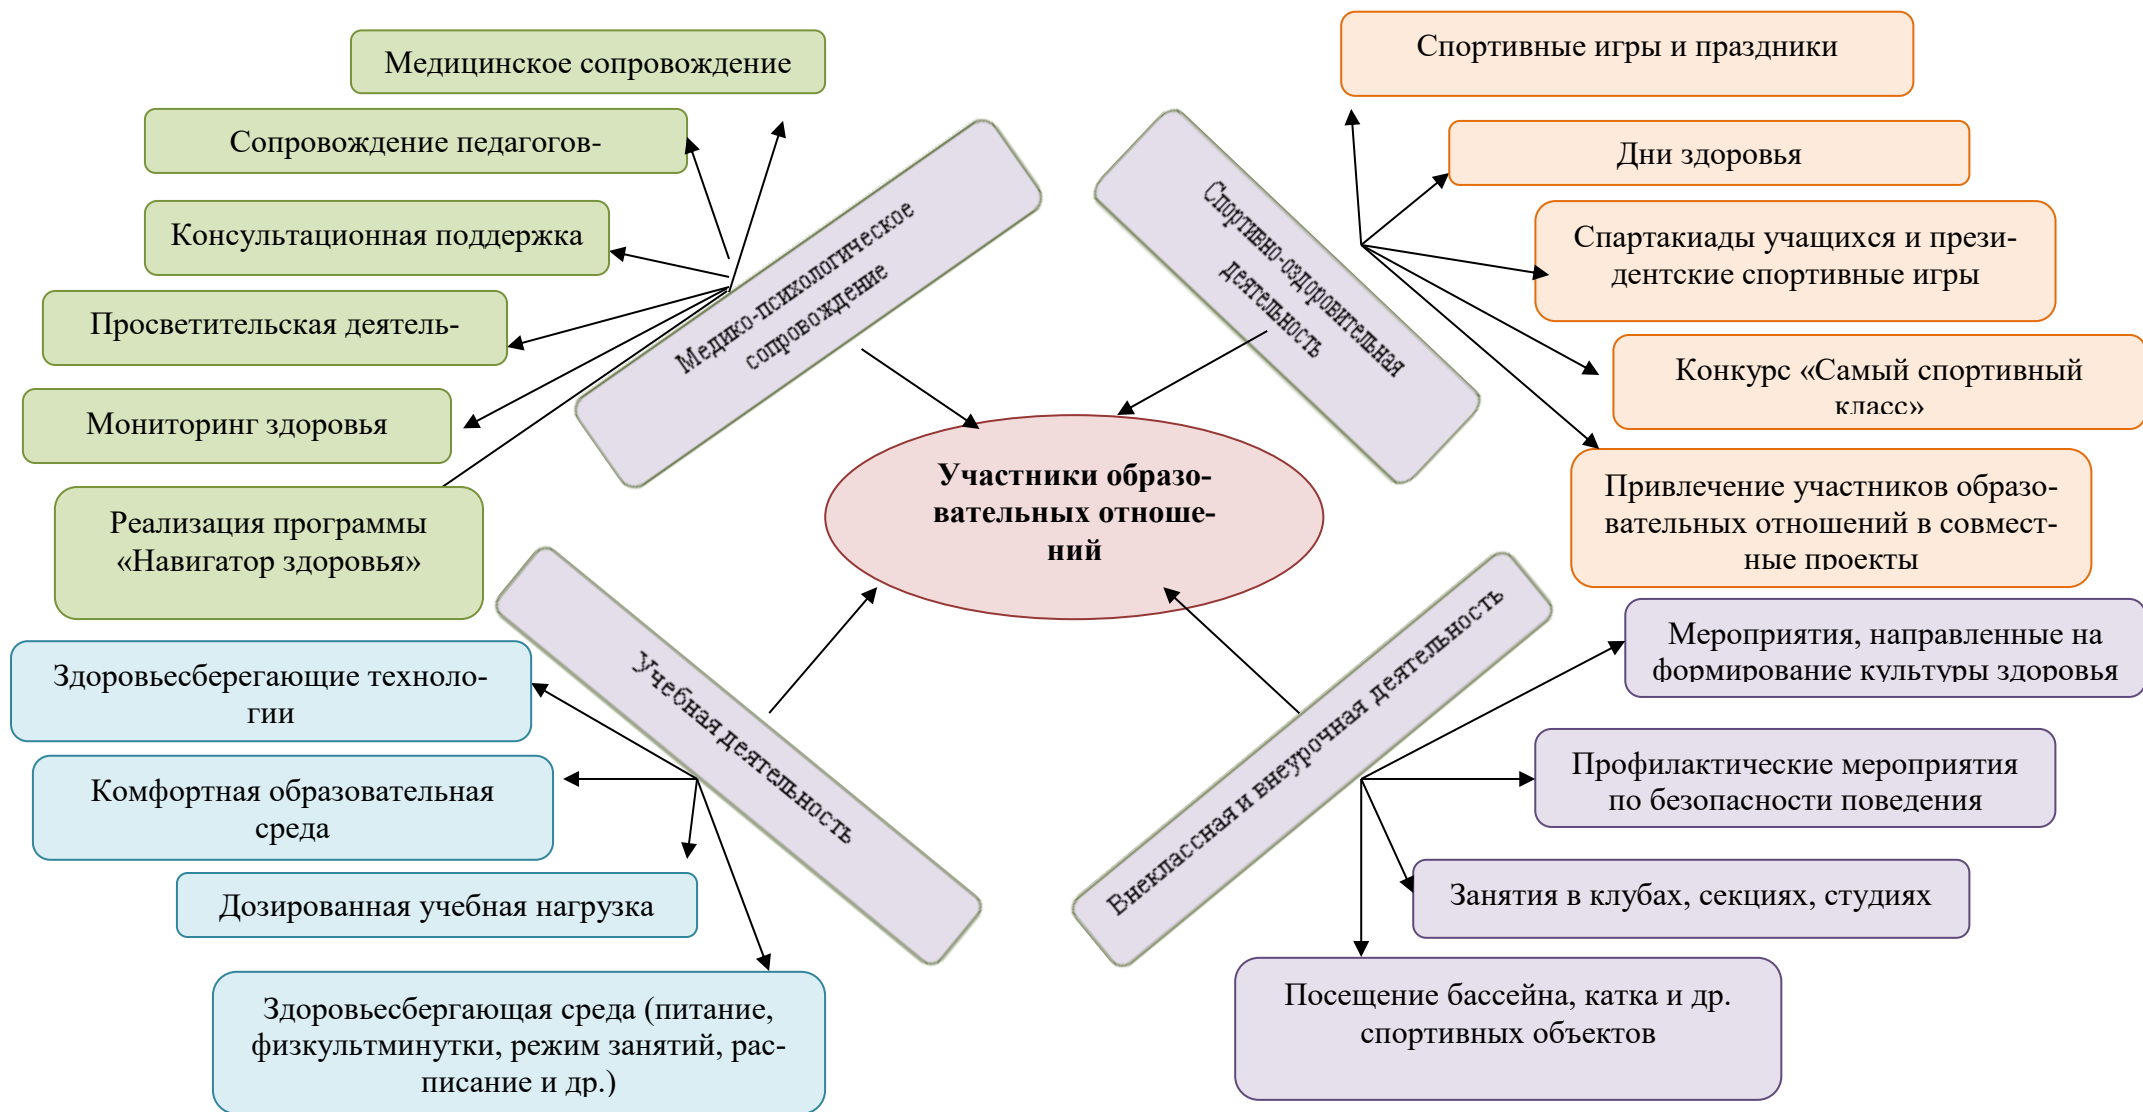 Медицинское сопровождение
Сопровождение педагогов-
Консультационная поддержка
Просветительская деятель-
Мониторинг здоровья
Реализация программы
«Навигатор здоровья»
Медико-психологическое
сопровождение
Спортивно-оздоровительная
деятельность
Спортивные игры и праздники
Дни здоровья
Спартакиады учащихся и прези-
дентские спортивные игры
Конкурс «Самый спортивный
класс»
Привлечение участников образо-
вательных отношений в совмест-
ные проекты
Участники образо-
вательных отноше-
ний
Здоровьесберегающие техноло-
гии
Комфортная образовательная
среда
Дозированная учебная нагрузка
Здоровьесбергающая среда (питание,
физкультминутки, режим занятий, рас-
писание и др.)
Учебная деятельность
Внеклассная и внеурочная деятельность
Мероприятия, направленные на
формирование культуры здоровья
Профилактические мероприятия
по безопасности поведения
Занятия в клубах, секциях, студиях
Посещение бассейна, катка и др.
спортивных объектов